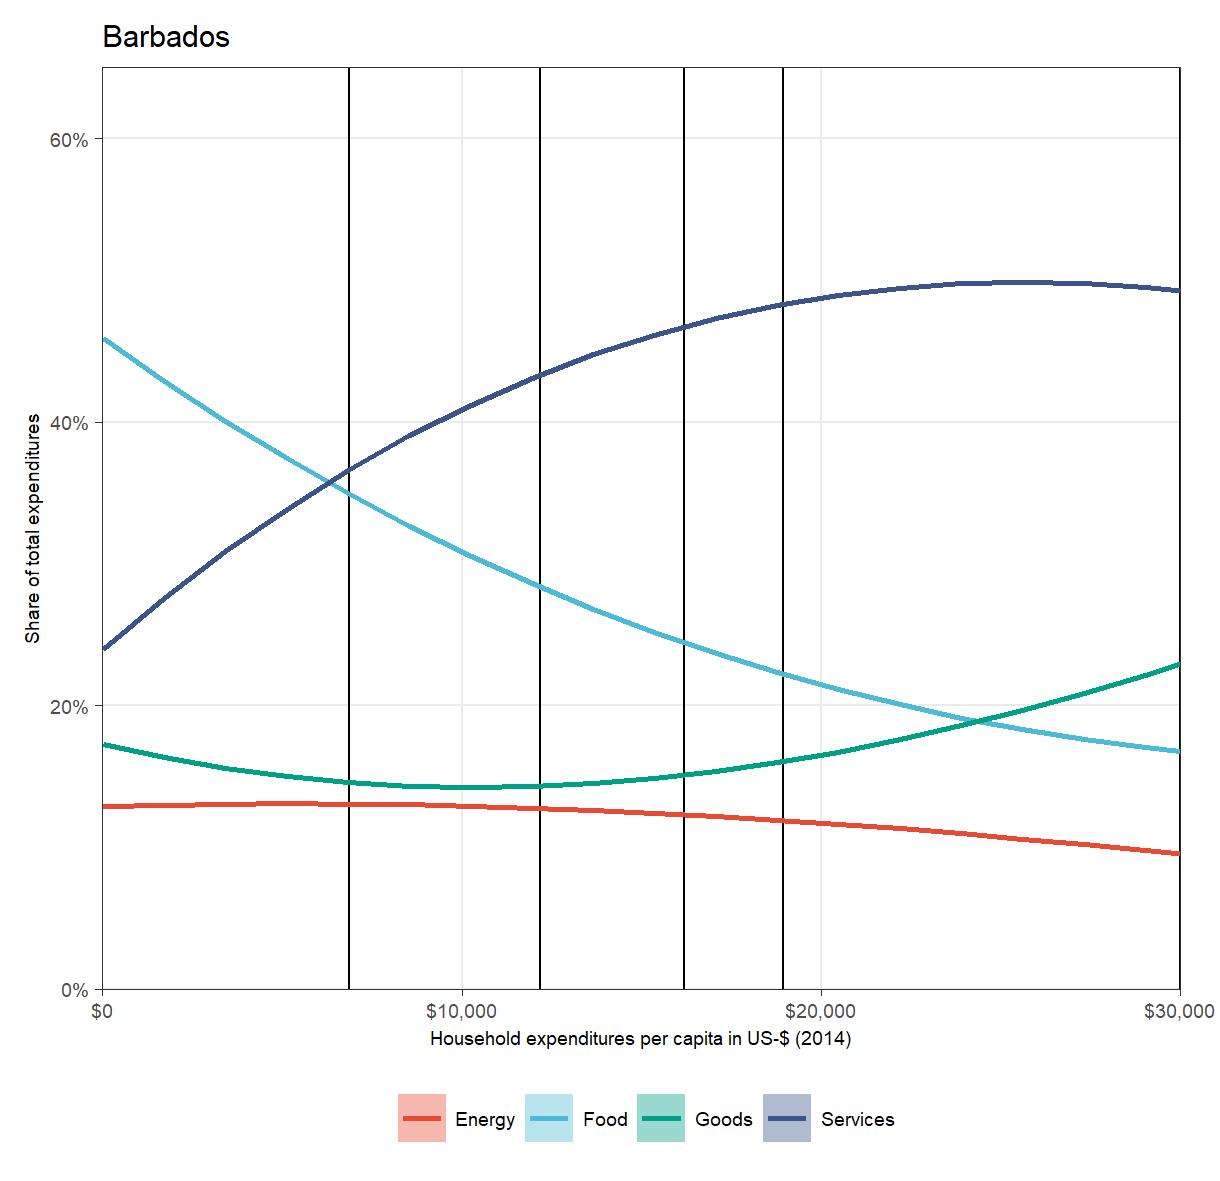 Barbados
60%
40%
20%
0%
Share of total expenditures
$0 $10,000 $20,000 $30,000
Household expenditures per capita in US-$ (2014)
Energy Food Goods Services